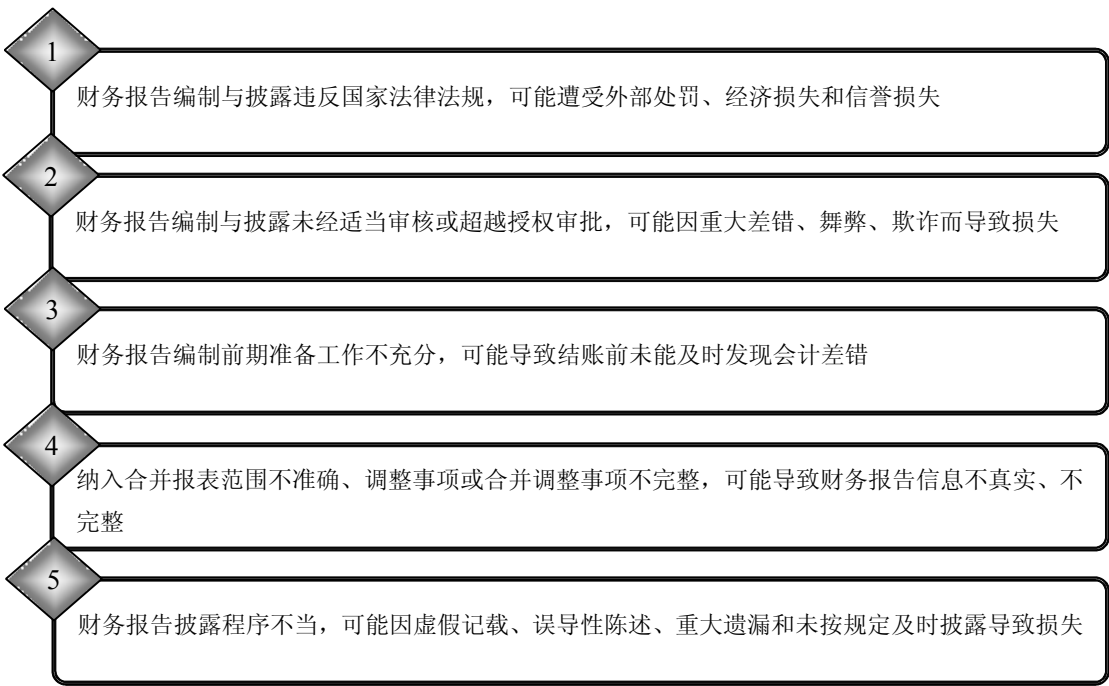 1
财务报告编制与披露违反国家法律法规，可能遭受外部处罚、经济损失和信誉损失
2
财务报告编制与披露未经适当审核或超越授权审批，可能因重大差错、舞弊、欺诈而导致损失
3
财务报告编制前期准备工作不充分，可能导致结账前未能及时发现会计差错
4
纳入合并报表范围不准确、调整事项或合并调整事项不完整，可能导致财务报告信息不真实、不
完整
5
财务报告披露程序不当，可能因虚假记载、误导性陈述、重大遗漏和未按规定及时披露导致损失